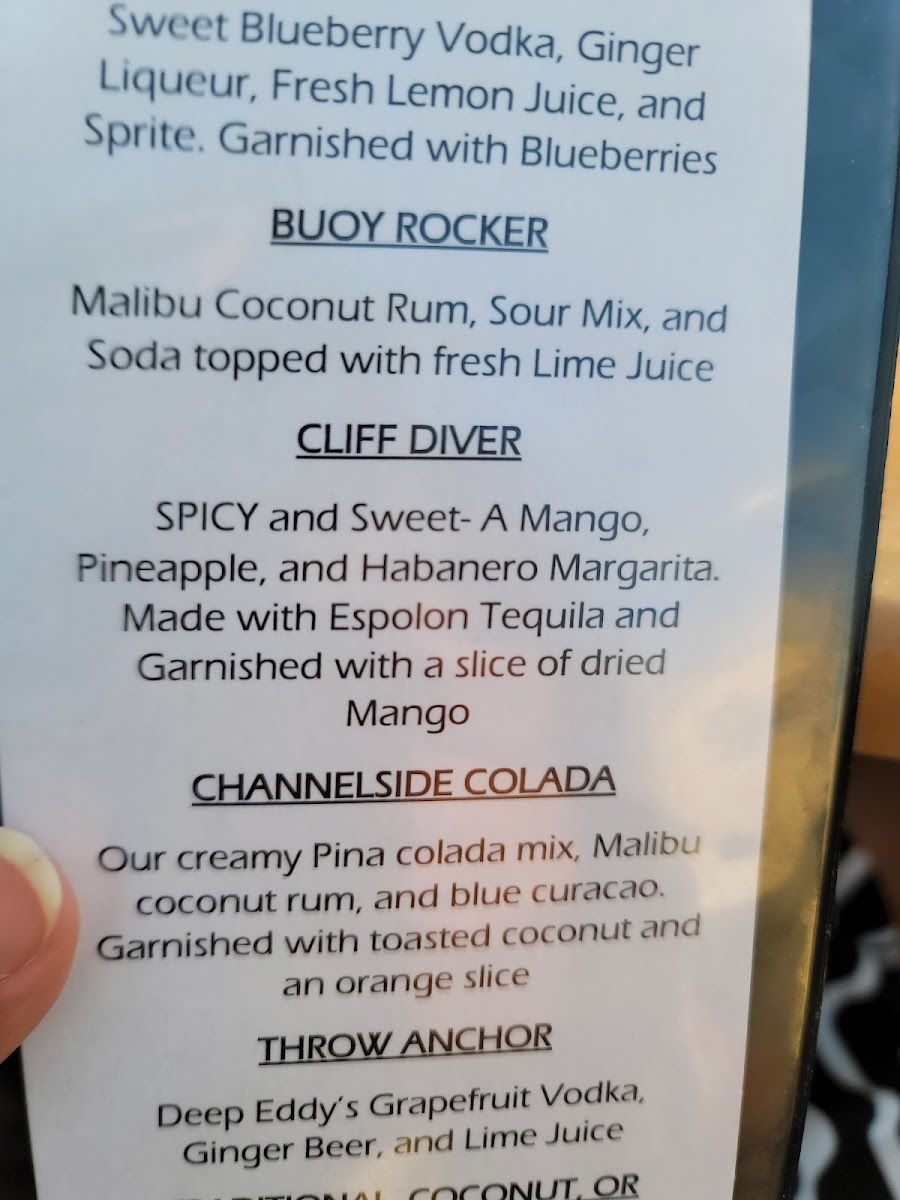 Sweet Blueberry Vodka, Ginger
Liqueur, Fresh Lemon Juice, and
Sprite. Garnished with Blueberries
BUOY ROCKER
Malibu Coconut Rum, Sour Mix, and
Soda topped with fresh Lime Juice
CLIFF DIVER
SPICY and Sweet- A Mango,
Pineapple, and Habanero Margarita.
Made with Espolon Tequila and
Garnished with a slice of dried
Mango
CHANNELSIDE COLADA
Our creamy Pina colada mix, Malibu
coconut rum, and blue curacao.
Garnished with toasted coconut and
an orange slice
THROW ANCHOR
Deep Eddy's Grapefruit Vodka,
Ginger Beer, and Lime Juice
COCONUT, OR